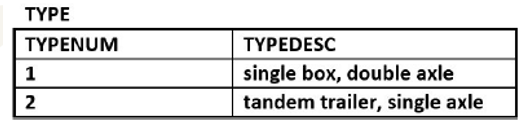 TYPE
TYPENUM TYPEDESC
1 single box, double axle
2 tandem trailer, single axle